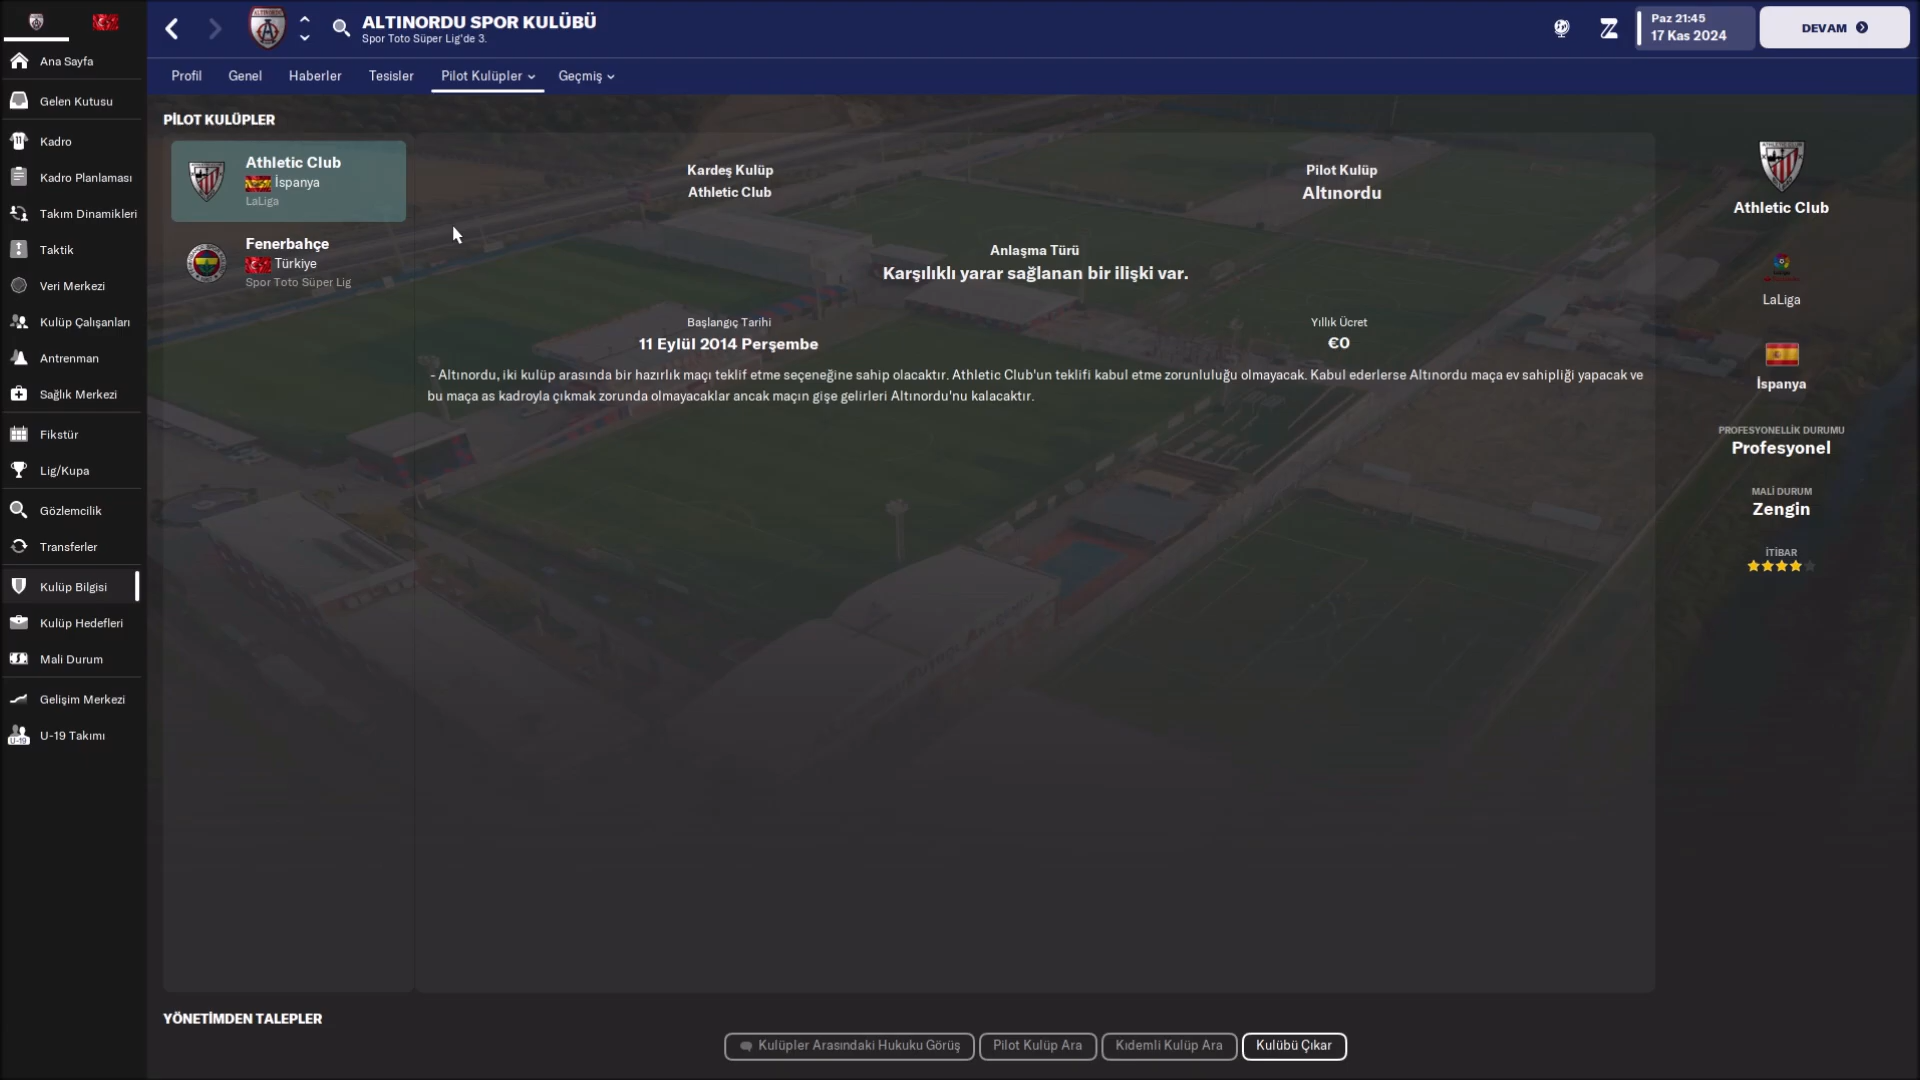 ALTINORDU SPOR KULÜBÜ
Spor Toto Süper Lig'de 3.
Paz 21:45
17 Kas 2024
DEVAM
Ana Sayfa
Gelen Kutusu
Kadro
Kadro Planlaması
Takım Dinamikleri
Taktik
Veri Merkezi
Kulüp Çalışanları
Antrenman
Sağlık Merkezi
Fikstür
Lig/Kupa
Gözlemcilik
Transferler
Kulüp Bilgisi
Kulüp Hedefleri
Mali Durum
Gelişim Merkezi
U-19 Takımı
Profil
Genel
Haberler
Tesisler
Pilot Kulüpler
Geçmiş
PİLOT KULÜPLER
Athletic Club
İspanya
LaLiga
Fenerbahçe
Türkiye
Spor Toto Süper Lig
Kardeş Kulüp
Athletic Club
Pilot Kulüp
Altınordu
Anlaşma Türü
Karşılıklı yarar sağlanan bir ilişki var.
Başlangıç Tarihi
11 Eylül 2014 Perşembe
Yıllık Ücret
€0
- Altınordu, iki kulüp arasında bir hazırlık maçı teklif etme seçeneğine sahip olacaktır. Athletic Club'un teklifi kabul etme zorunluluğu olmayacak. Kabul ederlerse Altınordu maça ev sahipliği yapacak ve
bu maça as kadroyla çıkmak zorunda olmayacaklar ancak maçın gişe gelirleri Altınordu'nu kalacaktır.
Athletic Club
LaLiga
İspanya
PROFESYONELLİK DURUMU
Profesyonel
MALİ DURUM
Zengin
İTİBAR
YÖNETİMDEN TALEPLER
Kulüpler Arasındaki Hukuku Görüş
Pilot Kulüp Ara
Kıdemli Kulüp Ara
Kulübü Çıkar